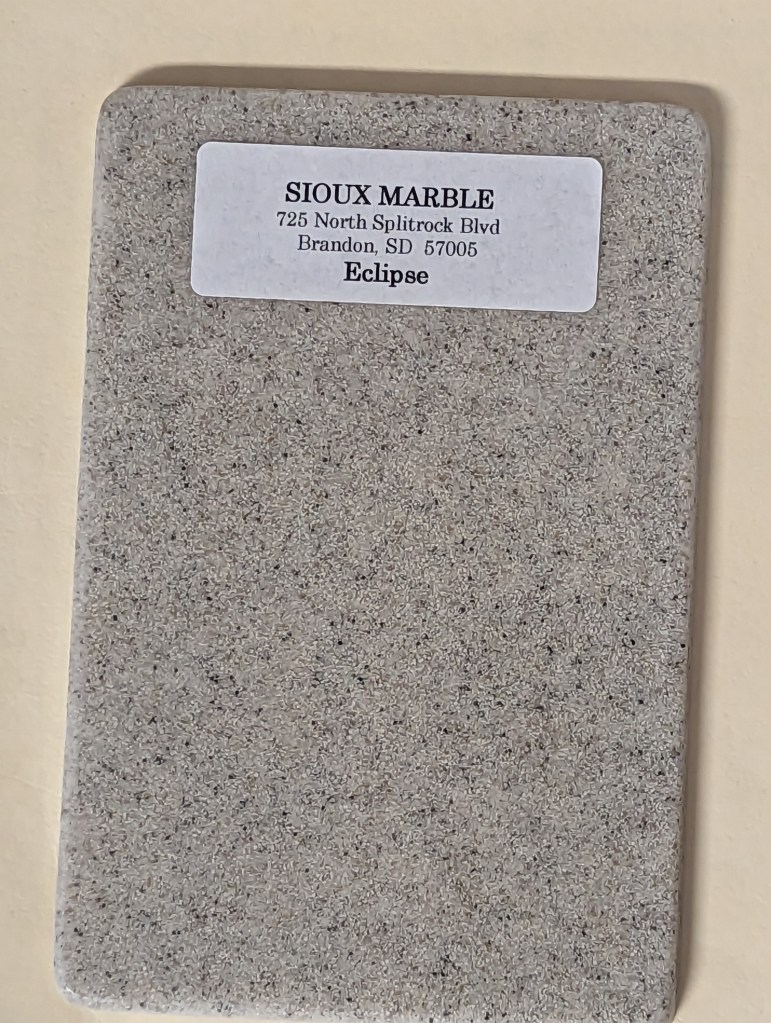 SIOUX MARBLE
725 North Splitrock Blvd
Brandon, SD  57005
Eclipse